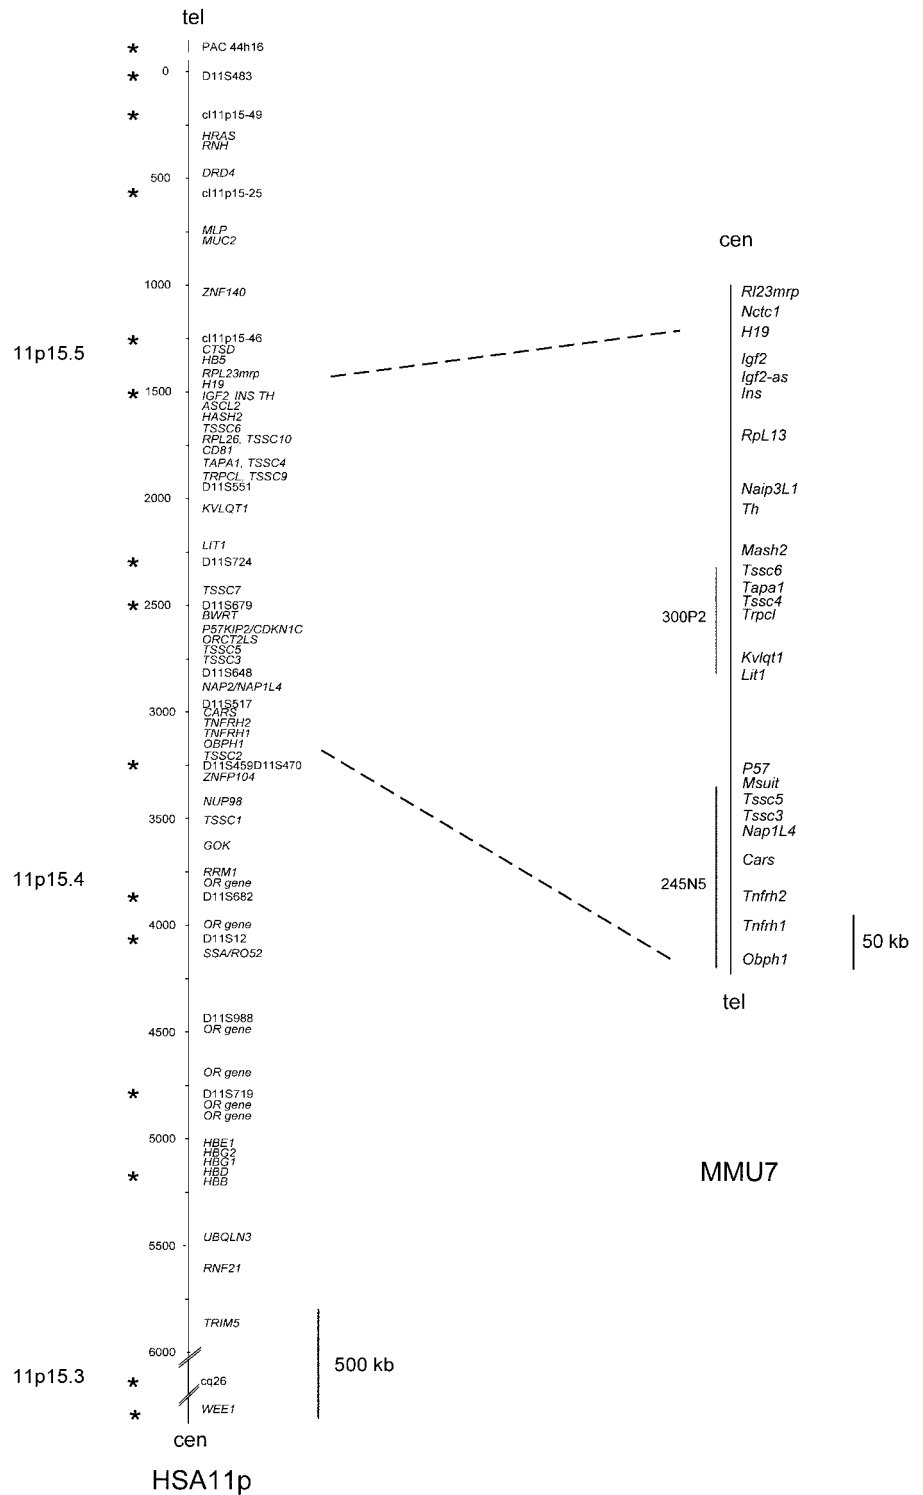 tel
* PAC 44h16
0
* D11S483
* cI11p15-49
HRAS
RNH
DRD4
500
* cI11p15-25
MLP
MUC2
1000
ZNF140
* cI11p15-46
11p15.5
CTSD
HB5
RPL23mrp
H19
* 1500
IGF2 INS TH
ASCL2
HASH2
TSSC6
RPL26, TSSC10
CD81
TAPA1, TSSC4
TRPCL, TSSC9
D11S551
2000
KVLQT1
LIT1
* D11S724
TSSC7
* 2500 D11S679
BWRT
P57KIP2/CDKN1C
ORCT2LS
TSSC5
TSSC3
D11S648
NAP2/NAP1L4
D11S517
3000
CARS
TNFRH2
TNFRH1
OBPH1
TSSC2
* D11S459D11S470
ZNFP104
NUP98
3500
TSSC1
GOK
11p15.4
RRM1
OR gene
* D11S682
4000
OR gene
* D11S12
SSA/RO52
D11S988
OR gene
4500
OR gene
* D11S719
OR gene
OR gene
5000
HBE1
HBG2
HBG1
HBD
*
HBB
UBQLN3
5500
RNF21
TRIM5
6000
500 kb
11p15.3
* cq26
* WEE1
cen
HSA11p
cen
Rl23mrp
Nctc1
H19
Igf2
Igf2-as
Ins
RpL13
Naip3L1
Th
Mash2
Tssc6
Tapa1
Tssc4
Trpcl
300P2
Kvlqt1
Lit1
P57
Msuit
Tssc5
Tssc3
Nap1L4
Cars
245N5
Tnfrh2
Tnfrh1
50 kb
Obph1
tel
MMU7